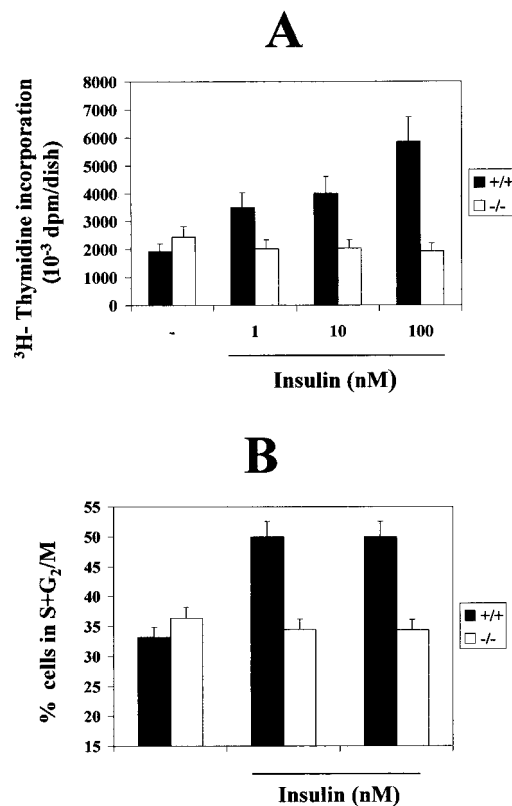 A
³H- Thymidine incorporation
(10⁻³ dpm/dish)
8000
7000
6000
5000
4000
3000
2000
1000
0
+/+
-/-
- 1 10 100
Insulin (nM)
B
% cells in S+G₂/M
55
50
45
40
35
30
25
20
15
+/+
-/-
Insulin (nM)